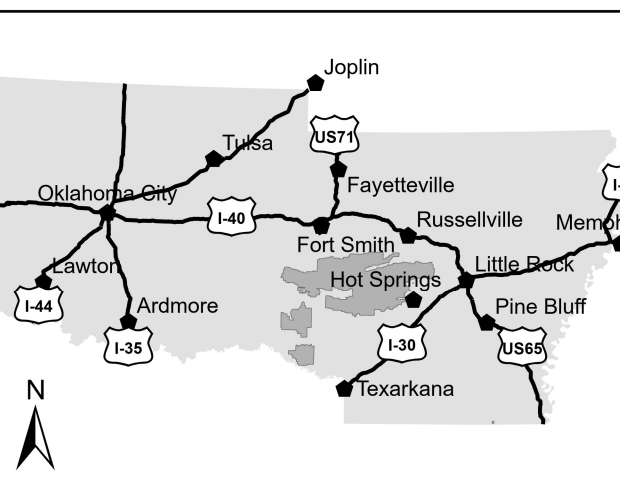 Joplin
US71
Tulsa
Fayetteville
Oklahoma City
I-40
Russellville
Fort Smith
Lawton
Hot Springs
Little Rock
I-44
Ardmore
Pine Bluff
I-35
I-30
US65
N
Texarkana